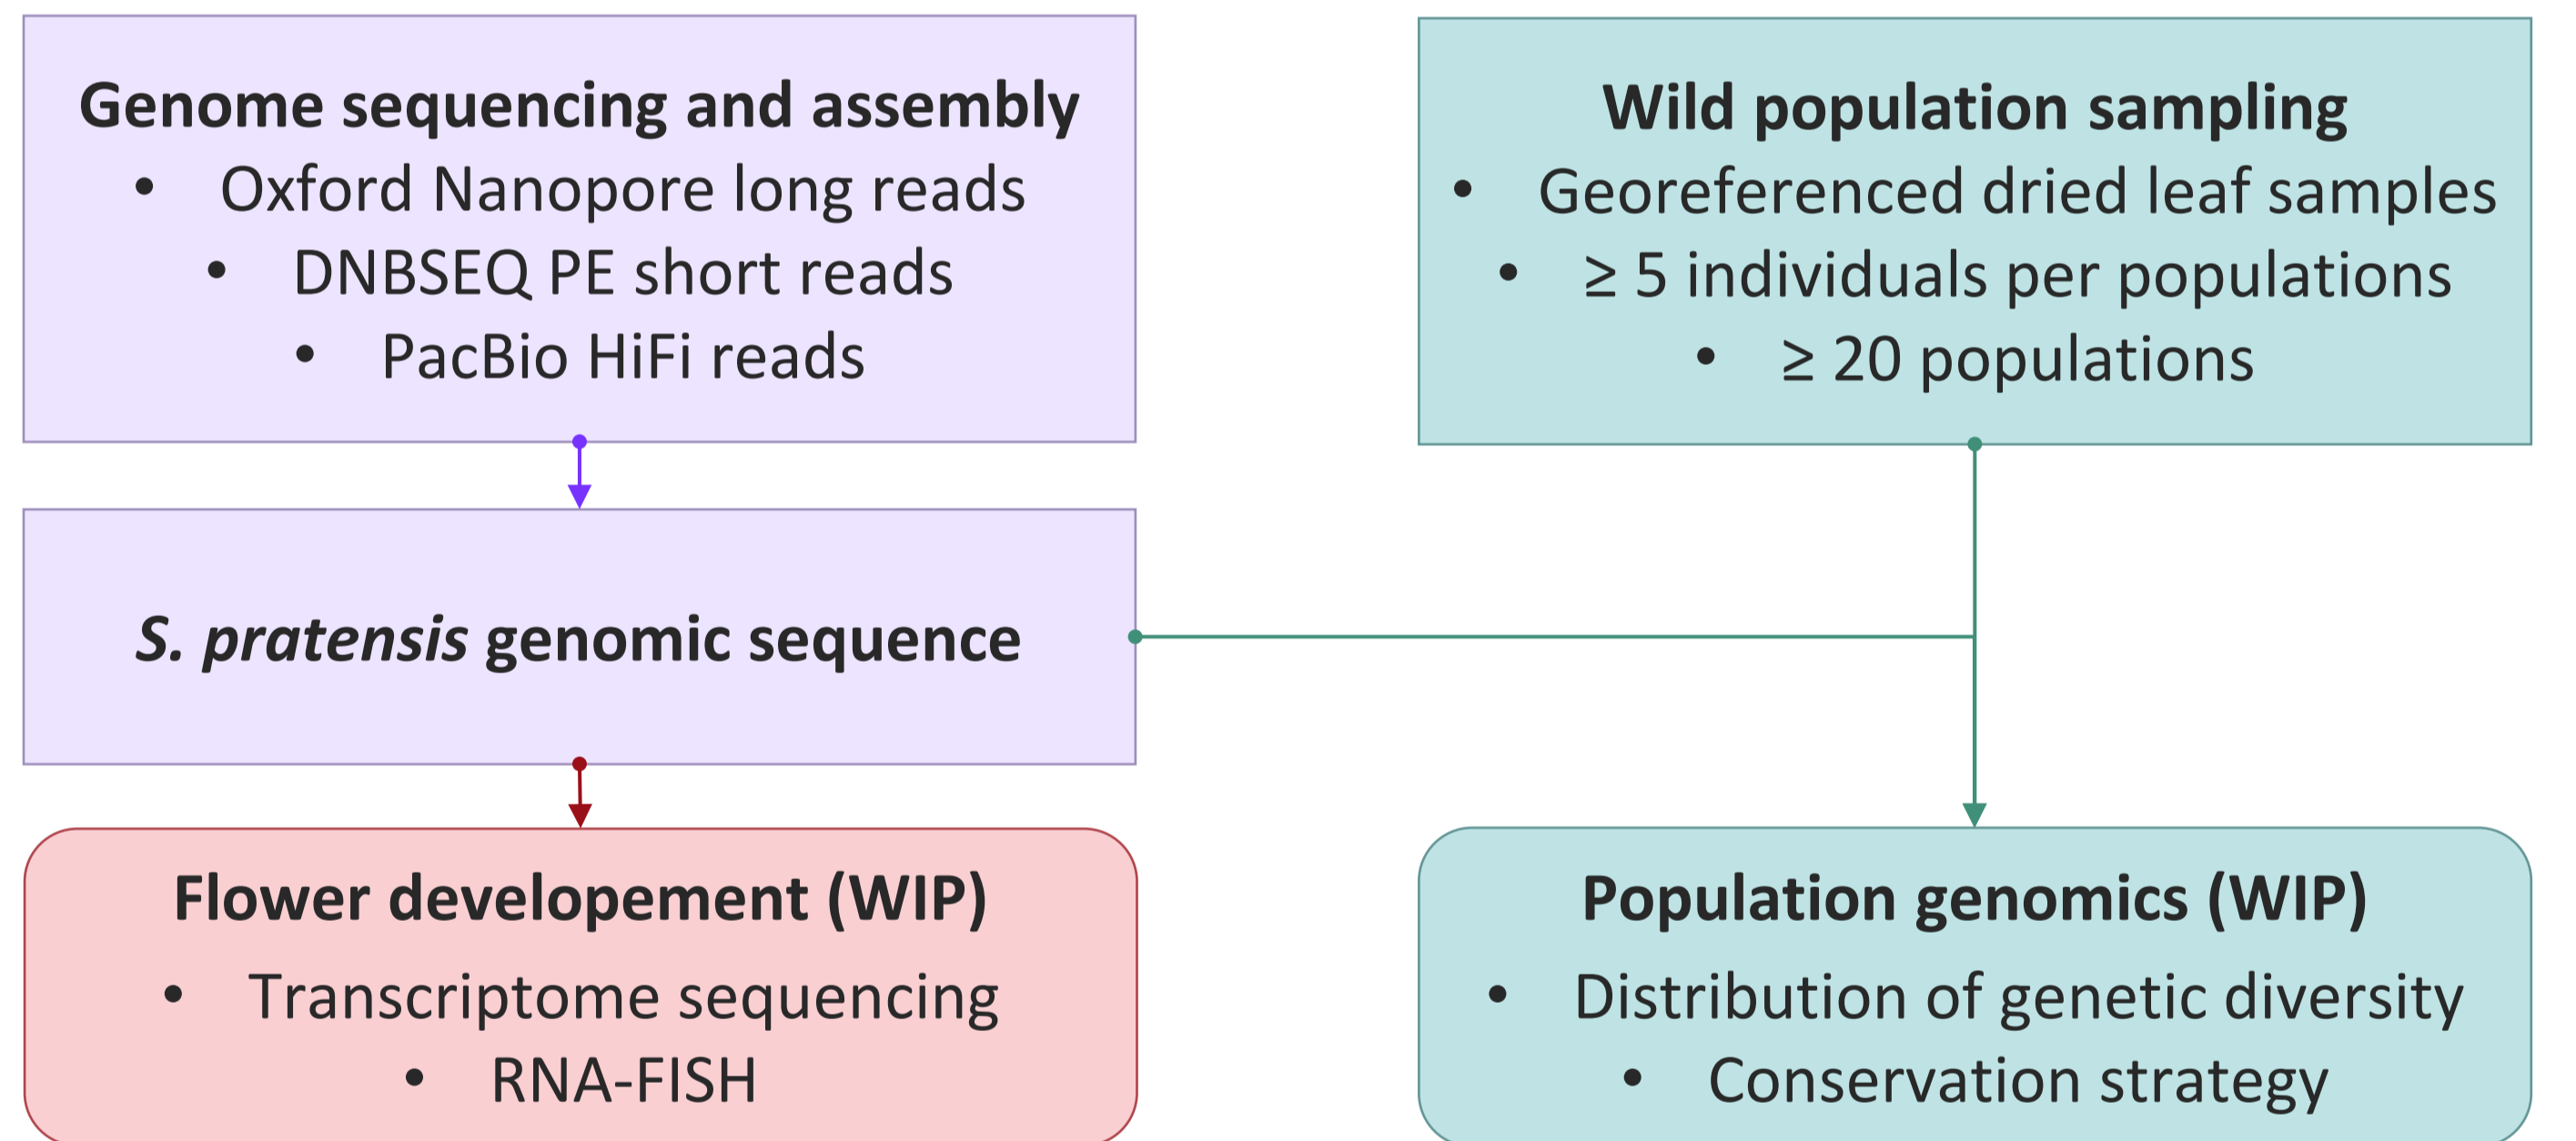 Genome sequencing and assembly
• Oxford Nanopore long reads
• DNBSEQ PE short reads
• PacBio HiFi reads
Wild population sampling
• Georeferenced dried leaf samples
• ≥ 5 individuals per populations
• ≥ 20 populations
S. pratensis genomic sequence
Flower developement (WIP)
• Transcriptome sequencing
• RNA-FISH
Population genomics (WIP)
• Distribution of genetic diversity
• Conservation strategy